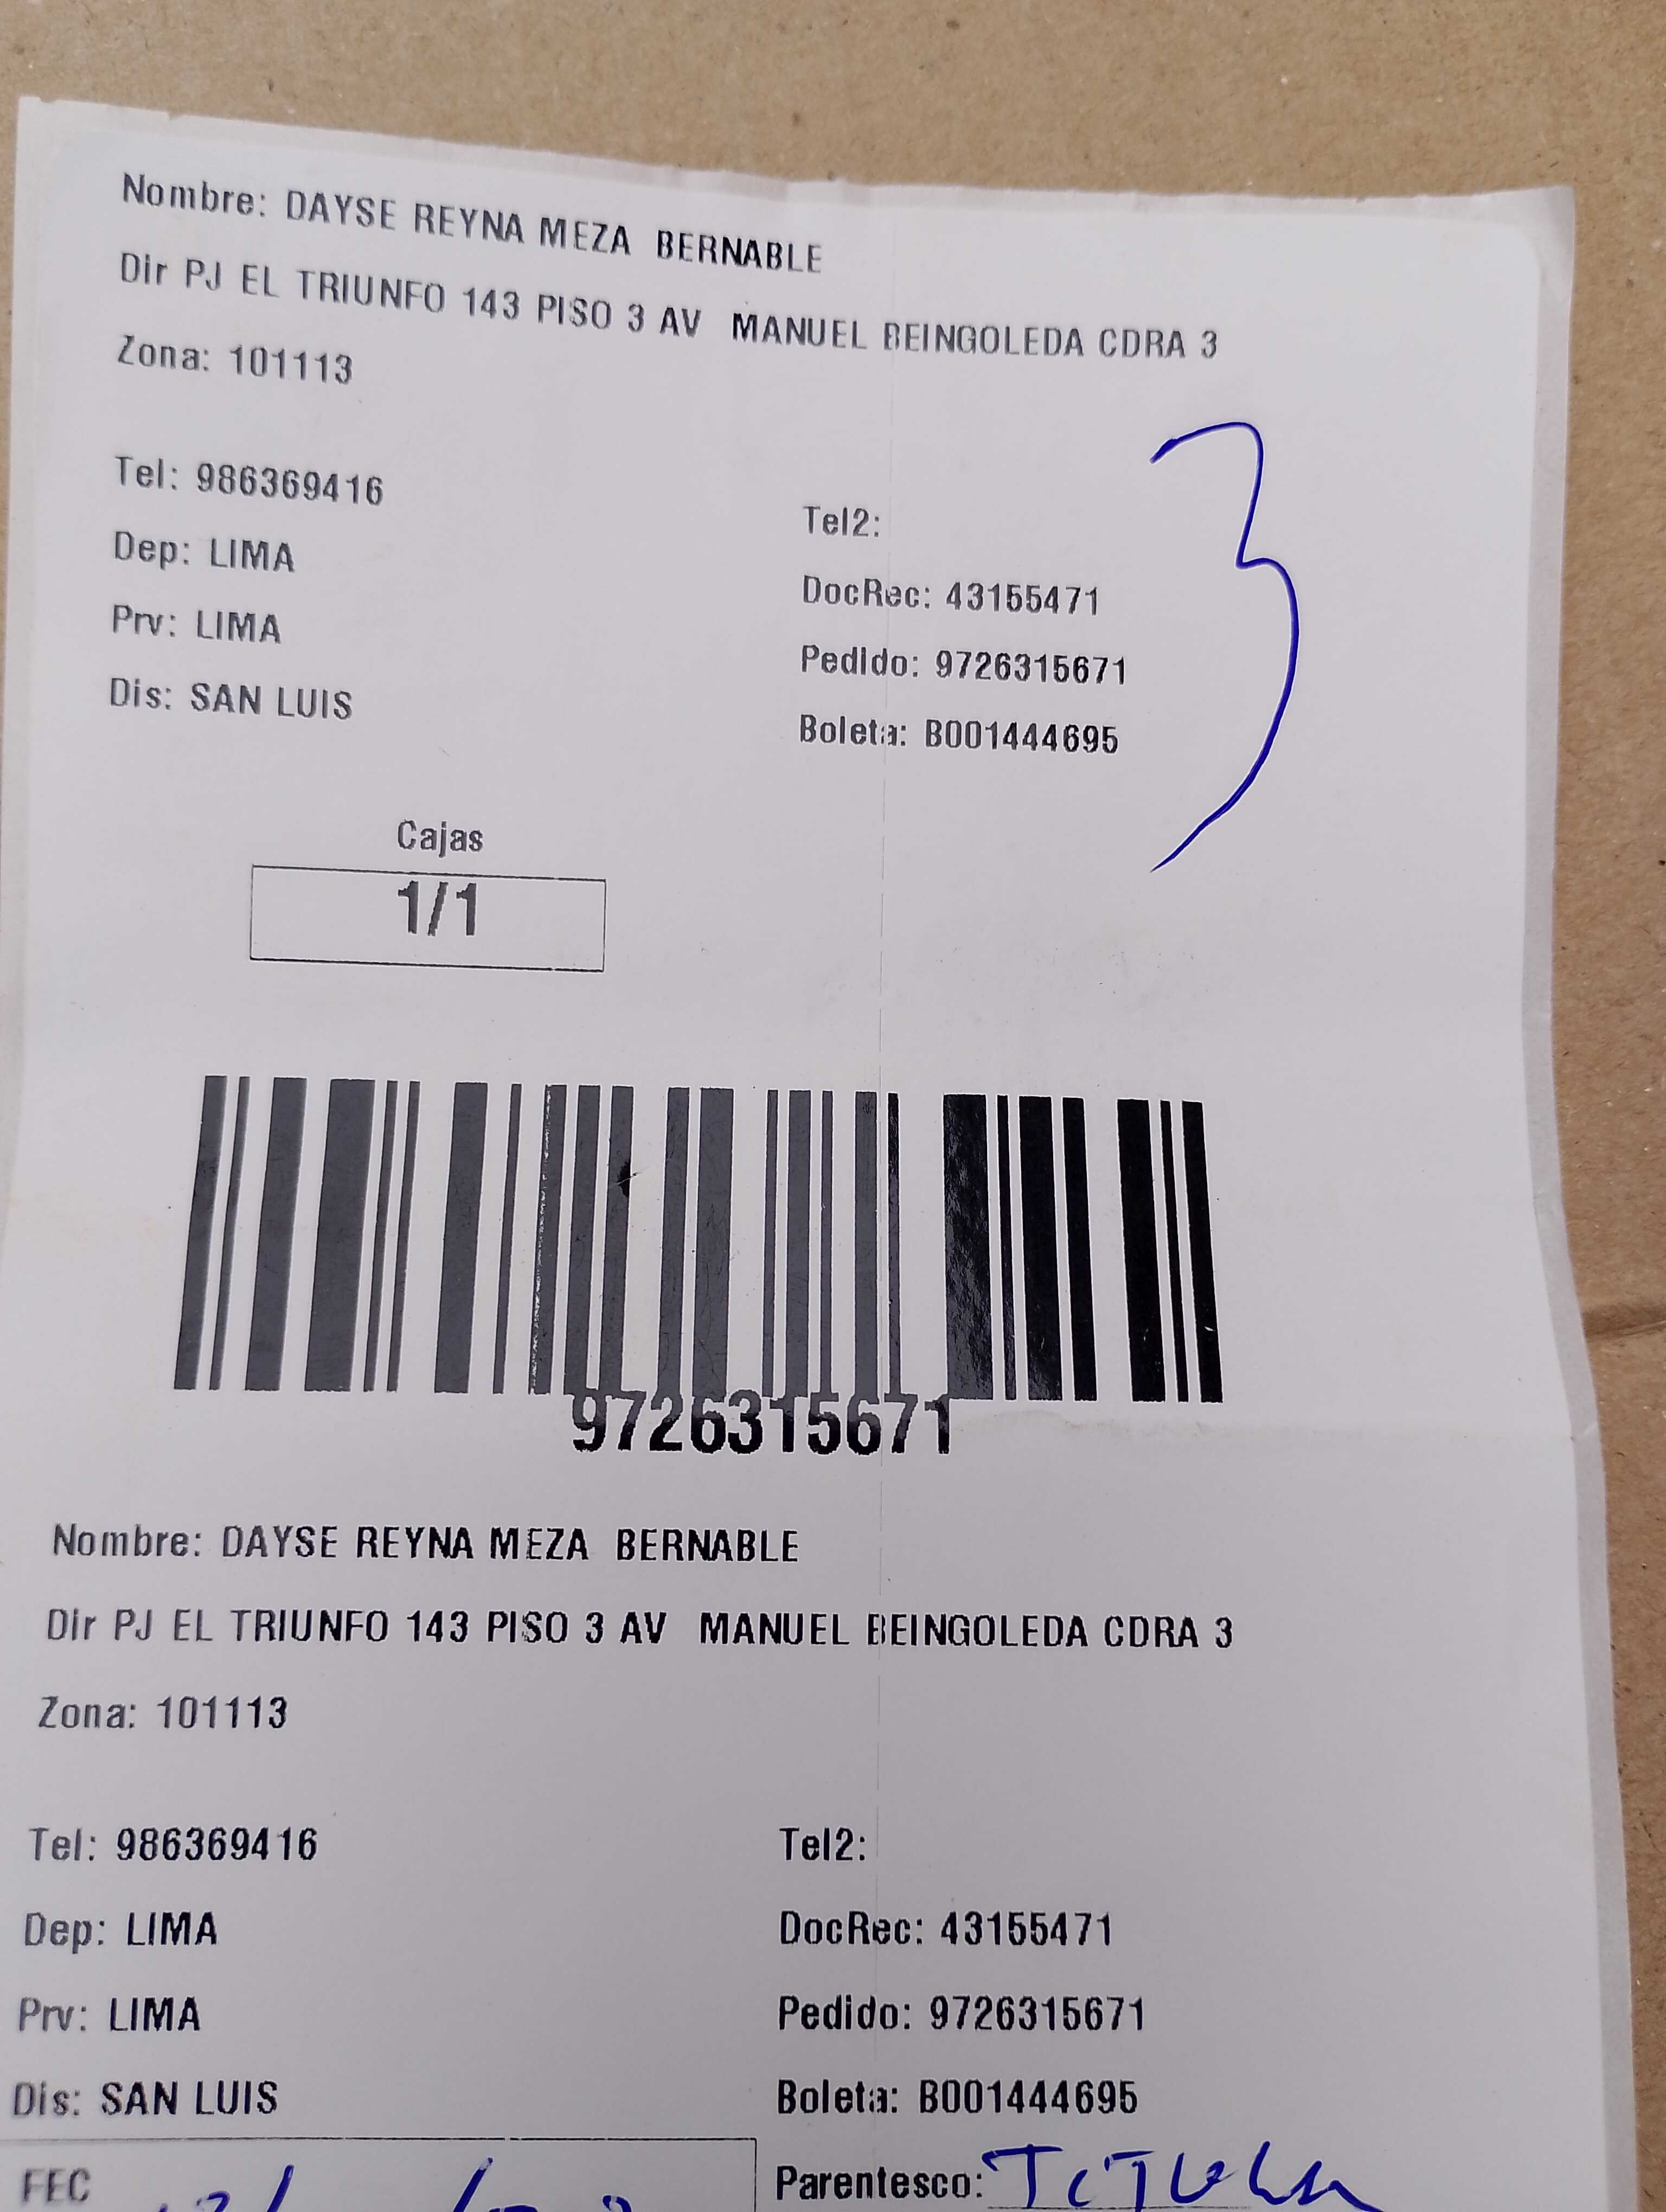 Nombre: DAYSE REYNA MEZA BERNABLE
Dir PJ EL TRIUNFO 143 PISO 3 AV MANUEL BEINGOLEDA CDRA 3
Zona: 101113
3
Tel: 986369416
Tel2:
Dep: LIMA
DocRec: 43155471
Prv: LIMA
Pedido: 9726315671
Dis: SAN LUIS
Boleta: B001444695
Cajas
1/1
9726315671
Nombre: DAYSE REYNA MEZA BERNABLE
Dir PJ EL TRIUNFO 143 PISO 3 AV MANUEL BEINGOLEDA CDRA 3
Zona: 101113
Tel: 986369416
Tel2:
Dep: LIMA
DocRec: 43155471
Prv: LIMA
Pedido: 9726315671
Dis: SAN LUIS
Boleta: B001444695
FEC
Parentesco: